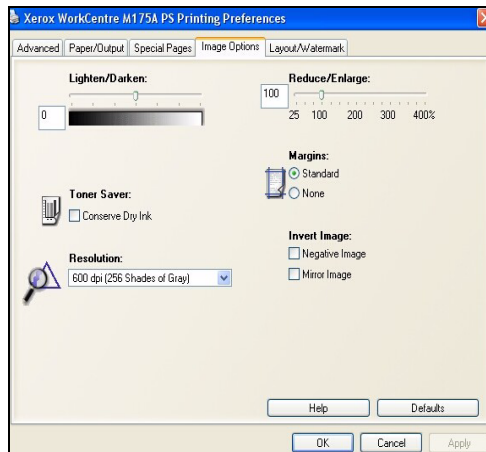 Xerox WorkCentre M175A PS Printing Preferences
Advanced Paper/Output Special Pages Image Options Layout/Watermark
Lighten/Darken:
0
Toner Saver:
Conserve Dry Ink
Resolution:
600 dpi (256 Shades of Gray)
Reduce/Enlarge:
100
25 100 200 300 400%
Margins:
Standard
None
Invert Image:
Negative Image
Mirror Image
Help Defaults
OK Cancel Apply